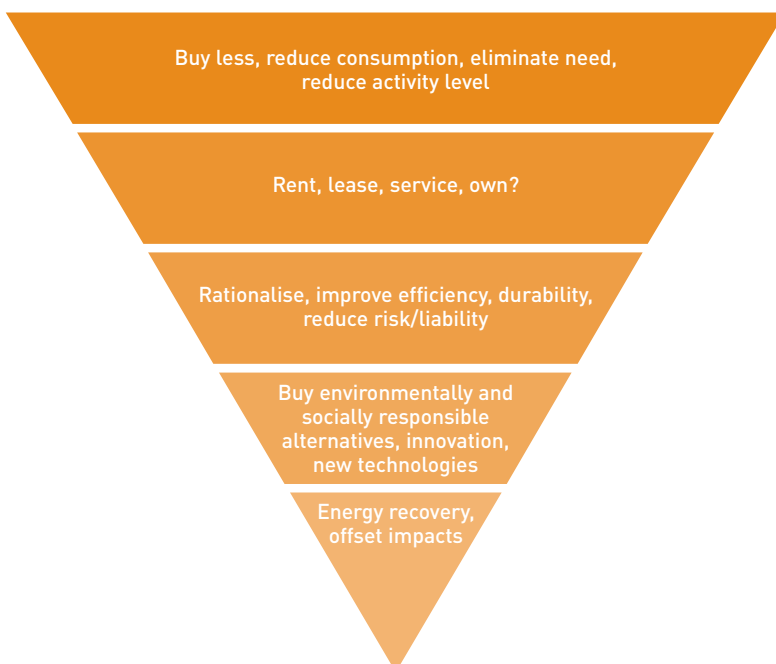 Buy less, reduce consumption, eliminate need,
reduce activity level
Rent, lease, service, own?
Rationalise, improve efficiency, durability,
reduce risk/liability
Buy environmentally and
socially responsible
alternatives, innovation,
new technologies
Energy recovery,
offset impacts